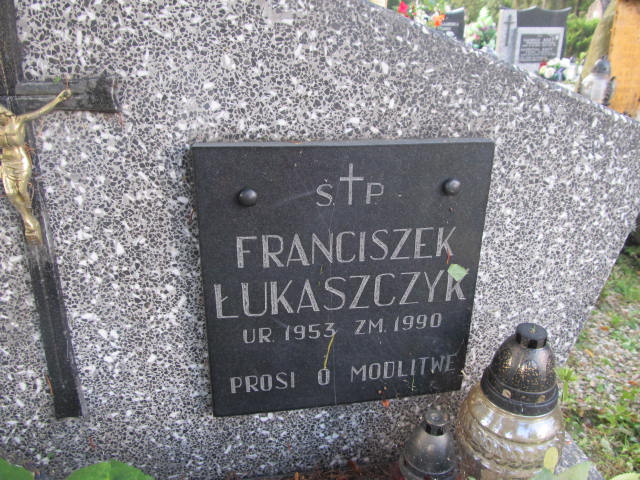 Ś.†P
FRANCISZEK
ŁUKASZCZYK
UR. 1953 ZM. 1990
PROSI O MODLITWĘ